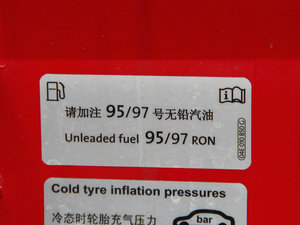 请加注 95/97 号无铅汽油
Unleaded fuel 95/97 RON
Cold tyre inflation pressures
冷态时轮胎充气压力
bar